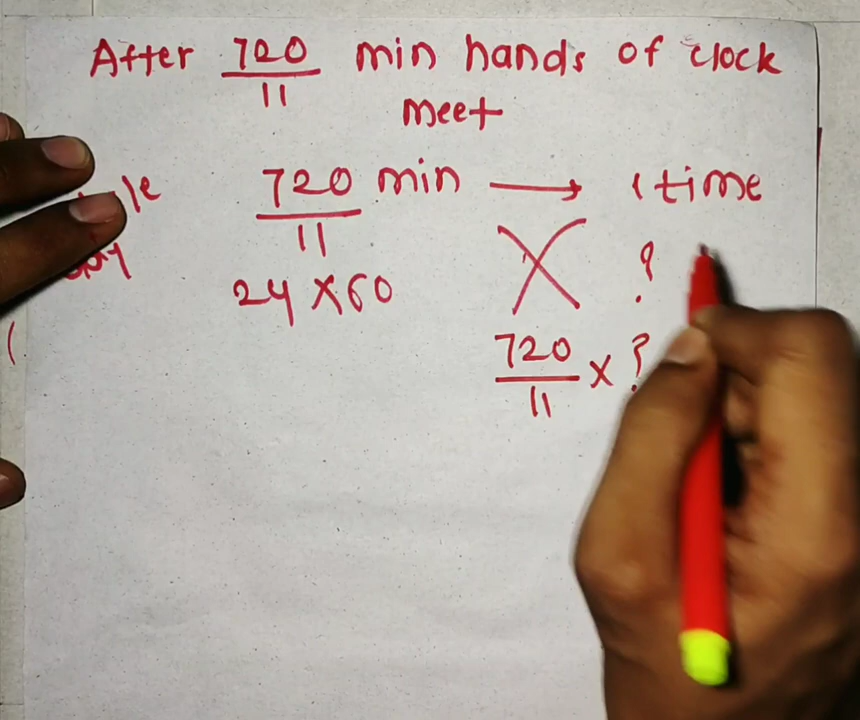 After 720/11 min hands of clock
meet
720/11 min → 1 time
24 × 60 ?
720/11 × ?